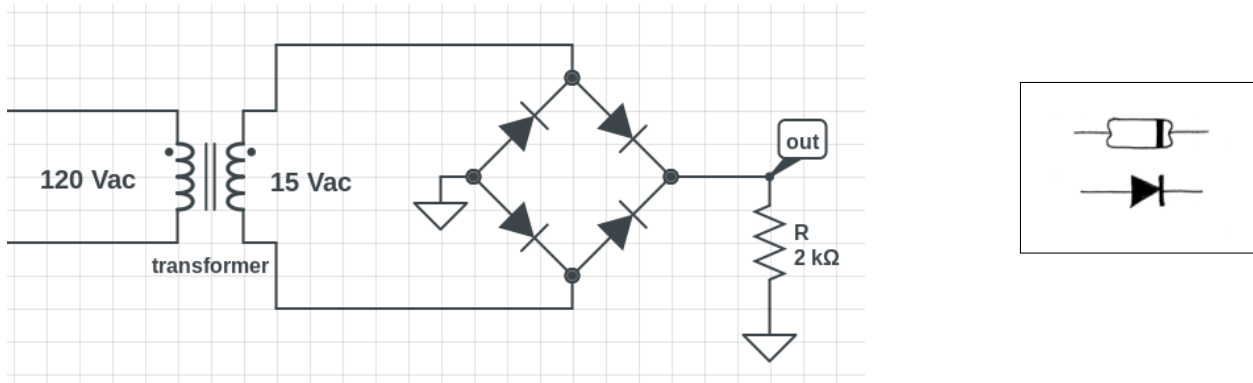 120 Vac
15 Vac
transformer
out
R
2 kΩ